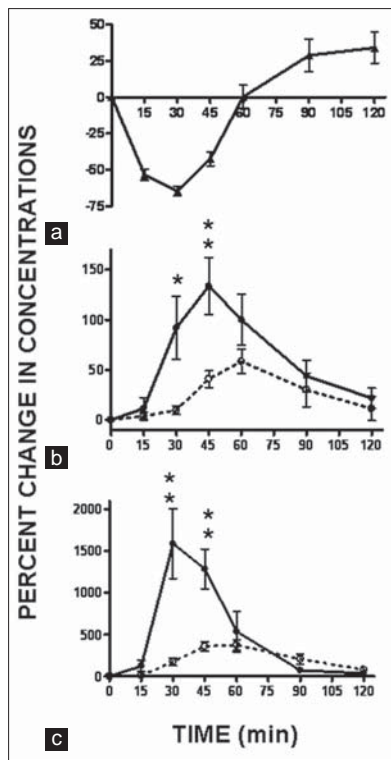 PERCENT CHANGE IN CONCENTRATIONS
50
25
0
-25
-50
-75
15 30 45 60 75 90 105 120
a
150
100
50
0
0 15 30 45 60 75 90 105 120
* * *
b
2000
1500
1000
500
0
0 15 30 45 60 75 90 105 120
* * * *
c
TIME (min)